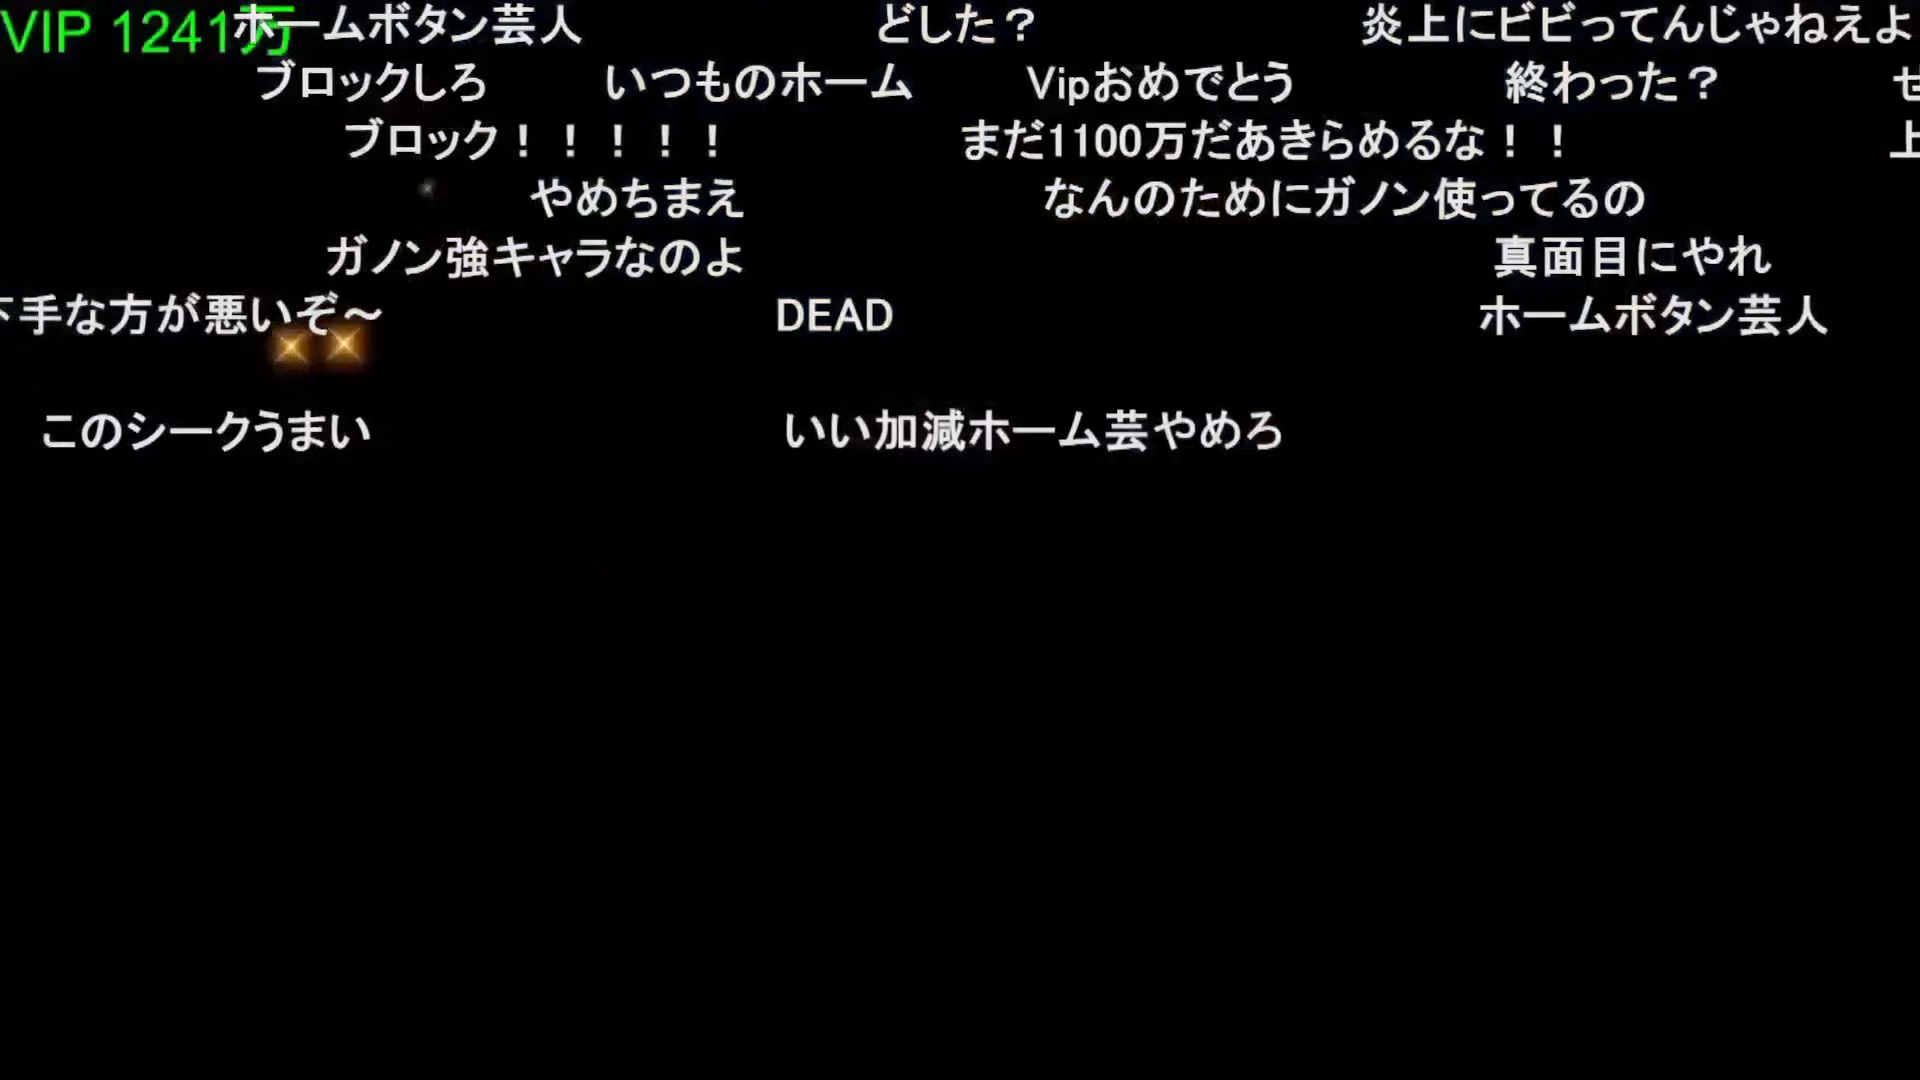 VIP 1241万
ホームボタン芸人 どした？ 炎上にビビってんじゃねえよ
ブロックしろ いつものホーム Vipおめでとう 終わった？ せ
ブロック！！！！！ まだ1100万だあきらめるな！！ 上
やめちまえ なんのためにガノン使ってるの
ガノン強キャラなのよ 真面目にやれ
下手な方が悪いぞ～ DEAD ホームボタン芸人
このシークうまい いい加減ホーム芸やめろ